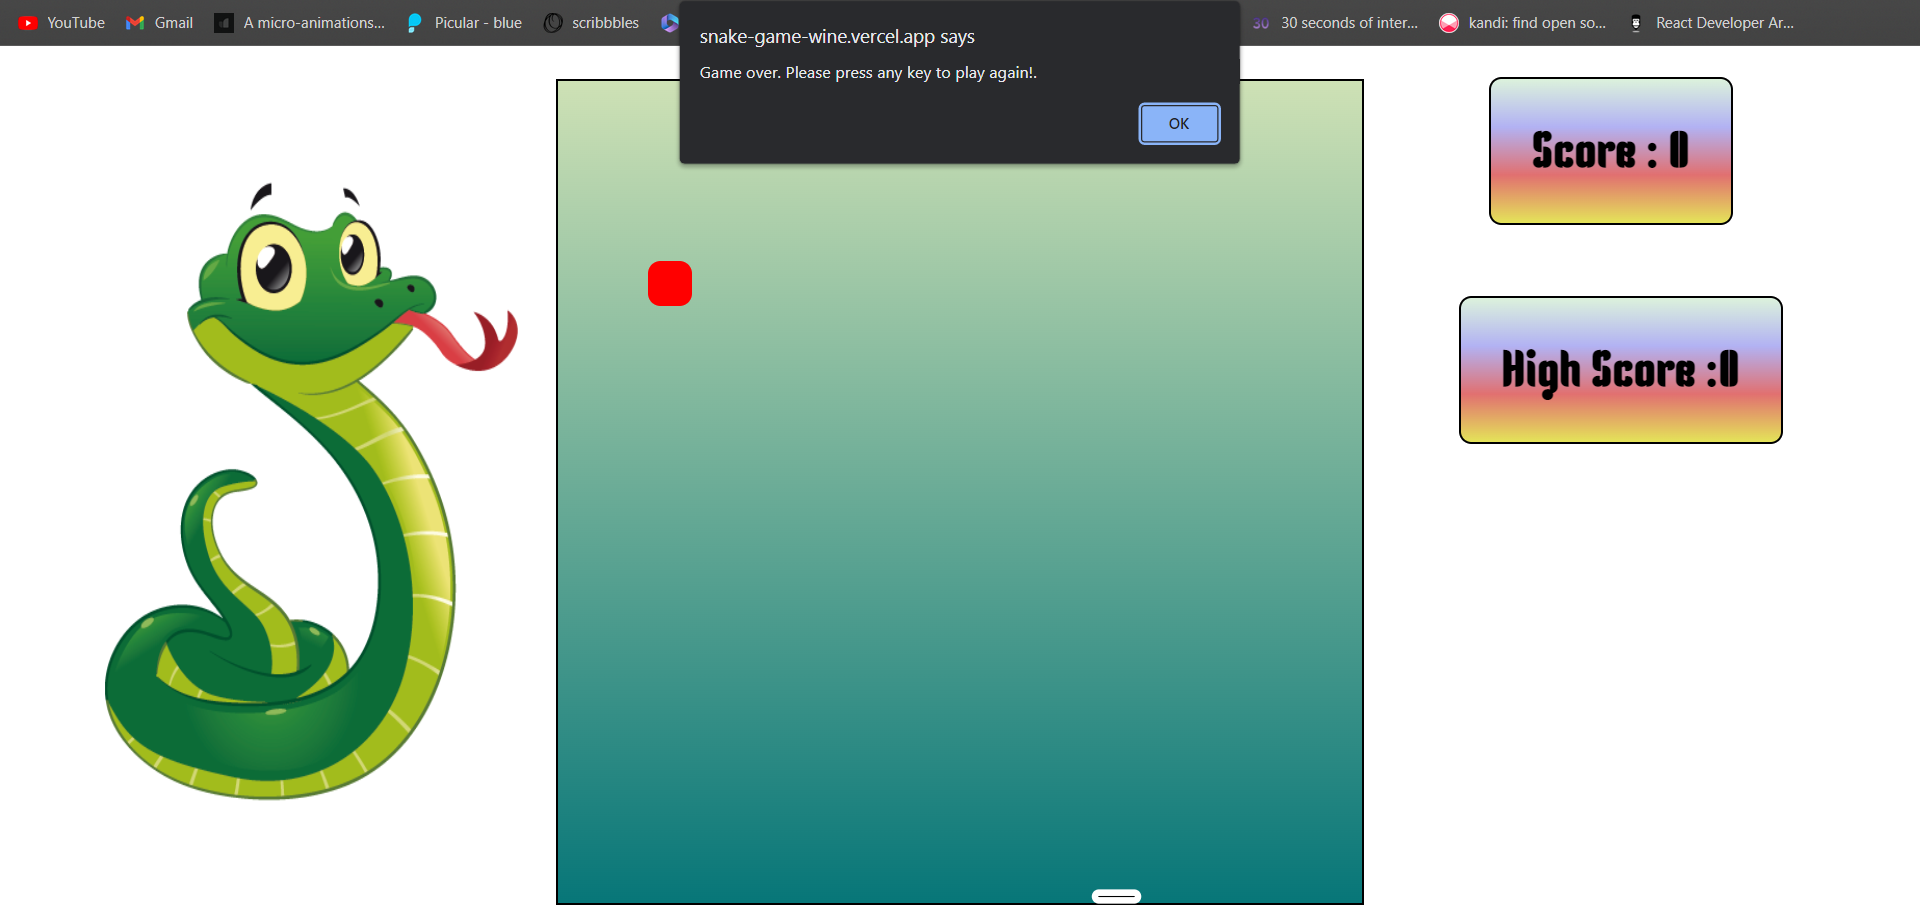 YouTube
Gmail
A micro-animations...
Picular - blue
scribbbles
30 30 seconds of inter...
kandi: find open so...
React Developer Ar...
snake-game-wine.vercel.app says
Game over. Please press any key to play again!.
OK
Score : 0
High Score :0